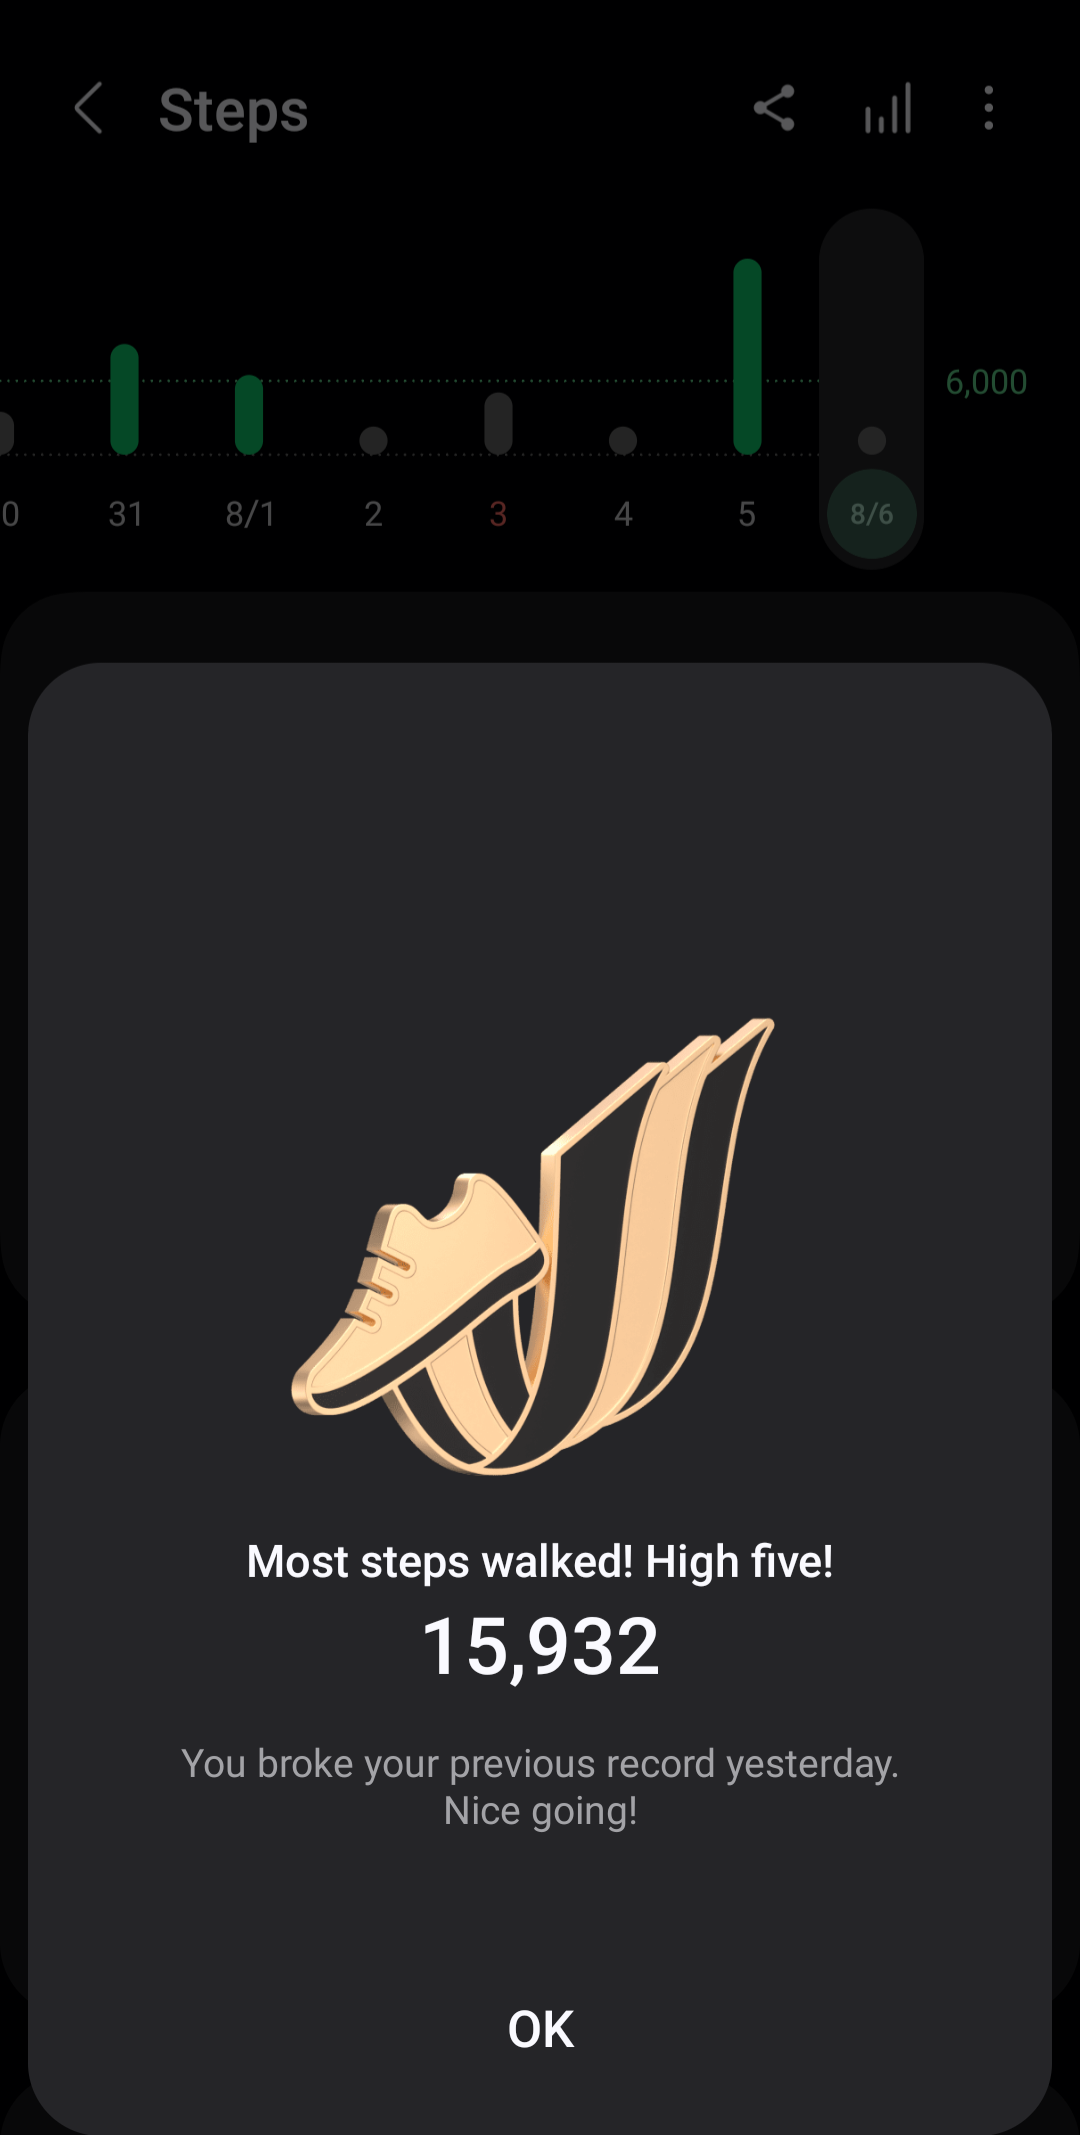 Steps
6,000
0 31 8/1 2 3 4 5 8/6
Most steps walked! High five!
15,932
You broke your previous record yesterday.
Nice going!
OK